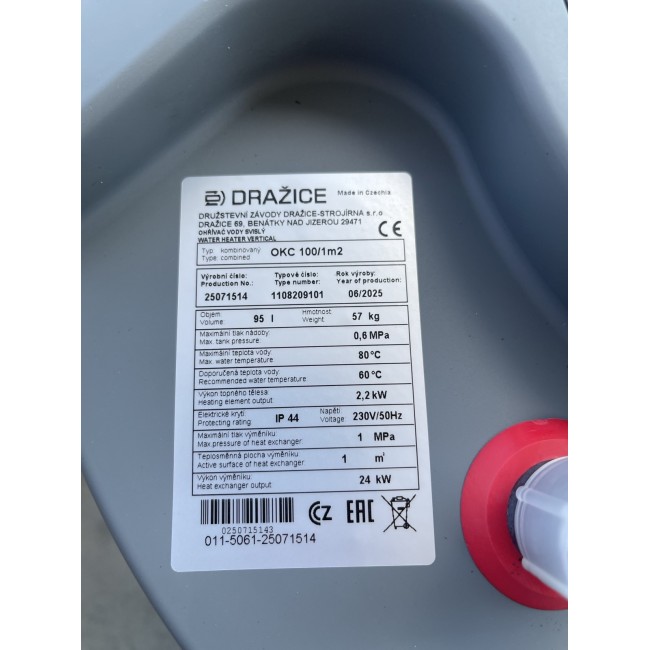 DRAŽICE Made in Czechia
DRUŽSTEVNÍ ZÁVODY DRAŽICE-STROJÍRNA s.r.o
DRAŽICE 69, BENÁTKY NAD JIZEROU 29471
OHŘÍVAČ VODY SVISLÝ
WATER HEATER VERTICAL
CE
Typ: kombinovaný
Type: combined
OKC 100/1m2
Výrobní číslo: Typové číslo: Rok výroby:
Production No.: Type number: Year of production:
25071514 1108209101 06/2025
Objem
Volume
95 l
Hmotnost
Weight
57 kg
Maximální tlak nádoby:
Max. tank pressure:
0,6 MPa
Maximální teplota vody:
Max. water temperature:
80 °C
Doporučená teplota vody:
Recommended water temperature:
60 °C
Výkon topného tělesa:
Heating element output:
2,2 kW
Elektrické krytí:
Protecting rating:
IP 44
Napětí
Voltage
230V/50Hz
Maximální tlak výměníku:
Max pressure of heat exchanger:
1 MPa
Teplosměnná plocha výměníku:
Active surface of heat exchanger:
1 m²
Výkon výměníku:
Heat exchanger output:
24 kW
0250715143
CZ EAC
011-5061-25071514